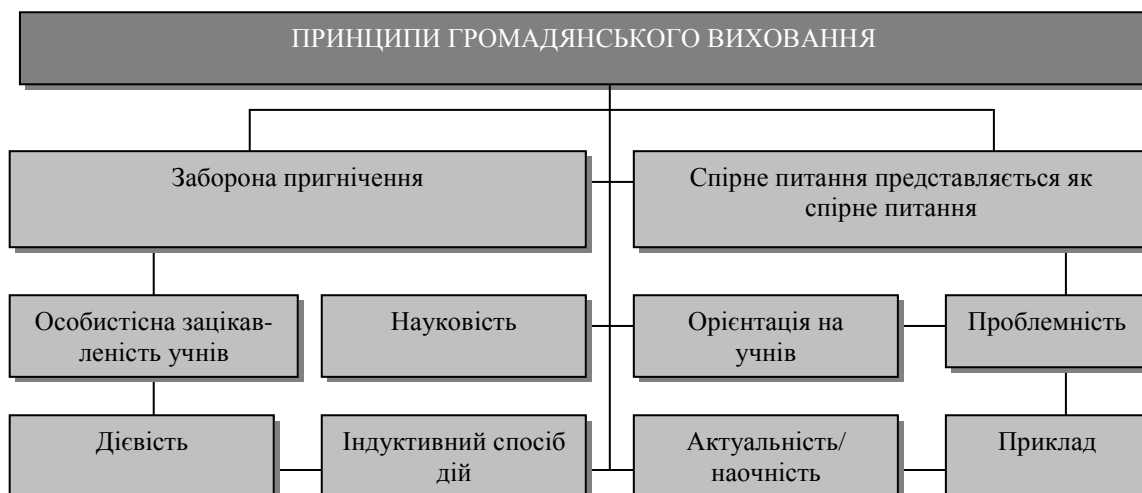 ПРИНЦИПИ ГРОМАДЯНСЬКОГО ВИХОВАННЯ
Заборона пригнічення
Спірне питання представляється як
спірне питання
Особистісна зацікав-
леність учнів
Науковість
Орієнтація на
учнів
Проблемність
Дієвість
Індуктивний спосіб
дій
Актуальність/
наочність
Приклад